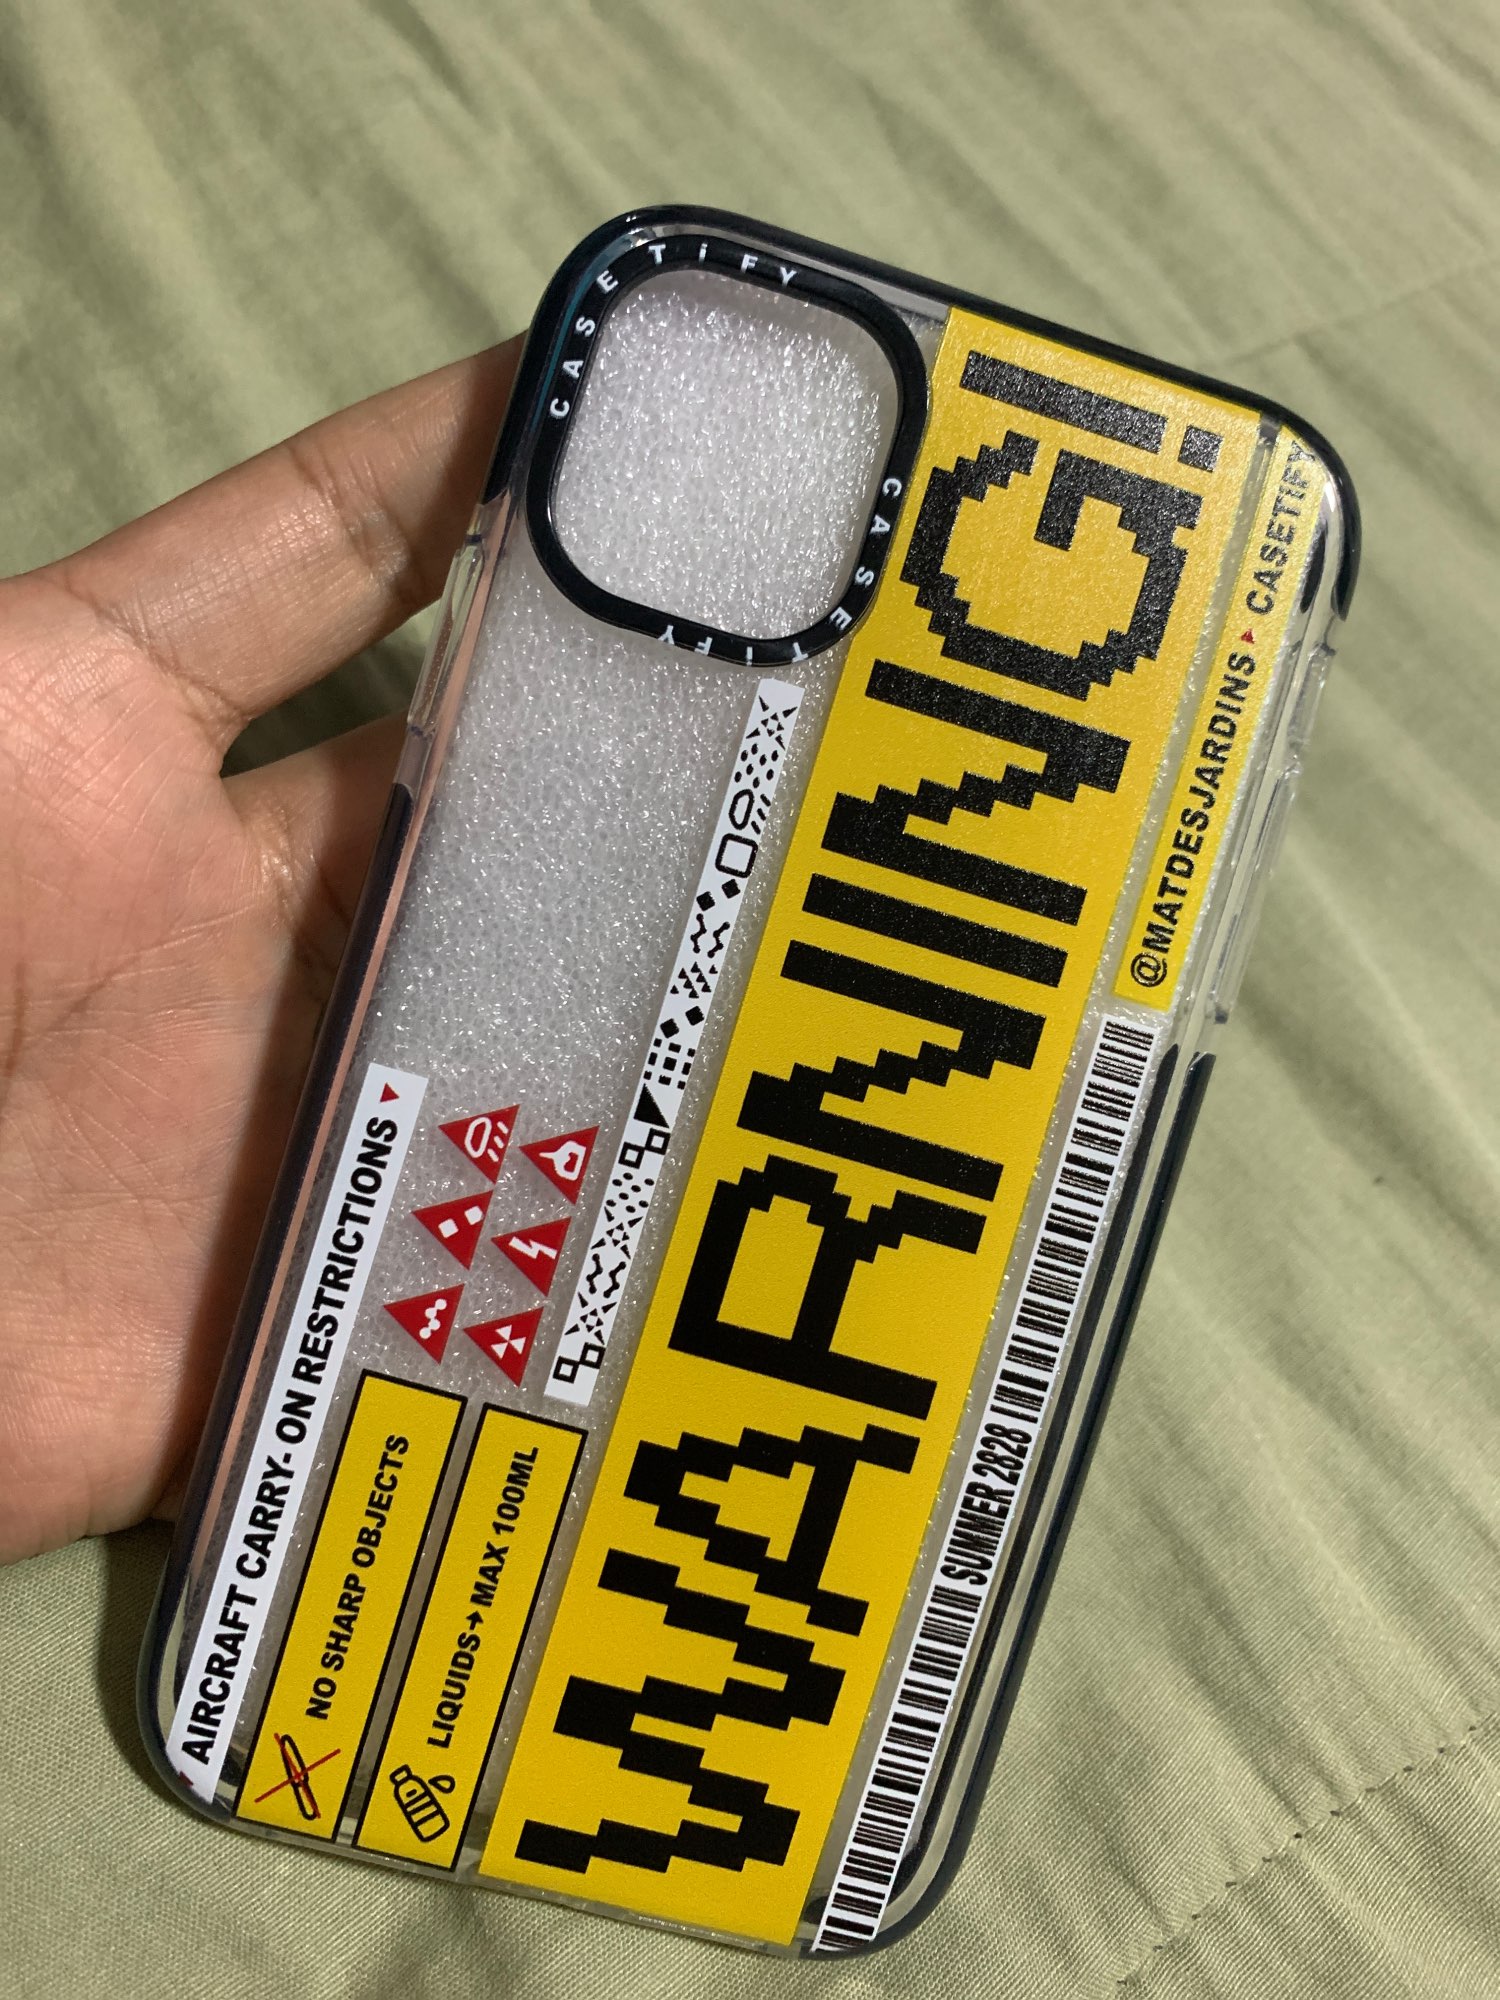 CASETiFY
CASETiFY
WARNING!
@MATDESJARDINS CASETIFY
SUMMER 2828
AIRCRAFT CARRY- ON RESTRICTIONS
NO SHARP OBJECTS
LIQUIDS→ MAX 100ML